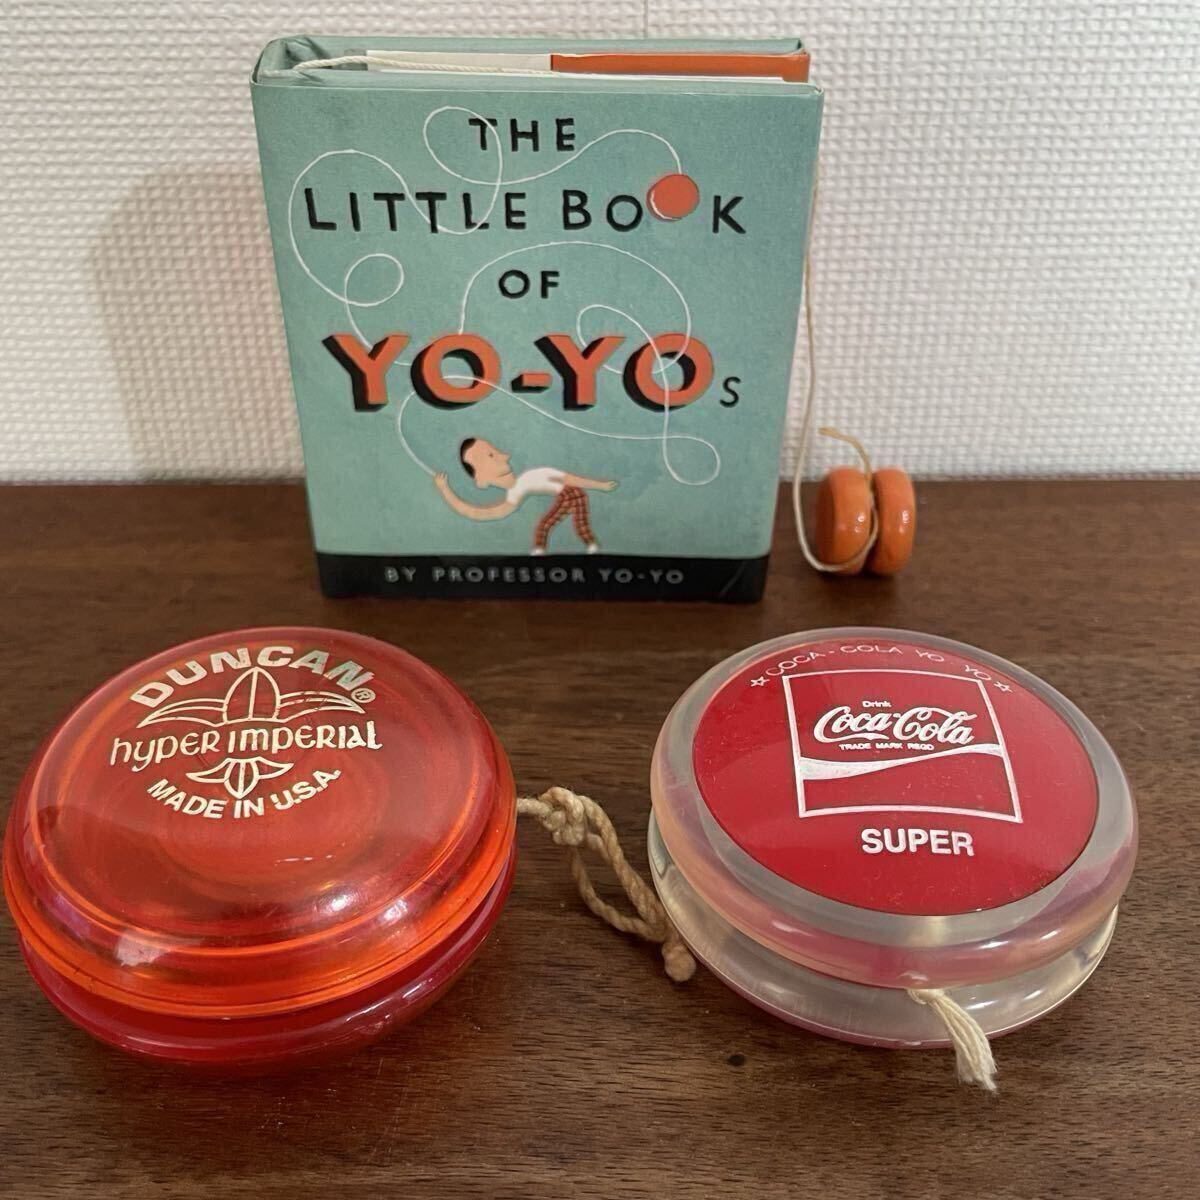 THE
LITTLE BOOK
OF
YO-YOs
BY PROFESSOR YO-YO
DUNCAN®
hyper imperial
MADE IN U.S.A.
☆ COCA-COLA YO-YO ☆
Drink
Coca-Cola
TRADE MARK REGD
SUPER